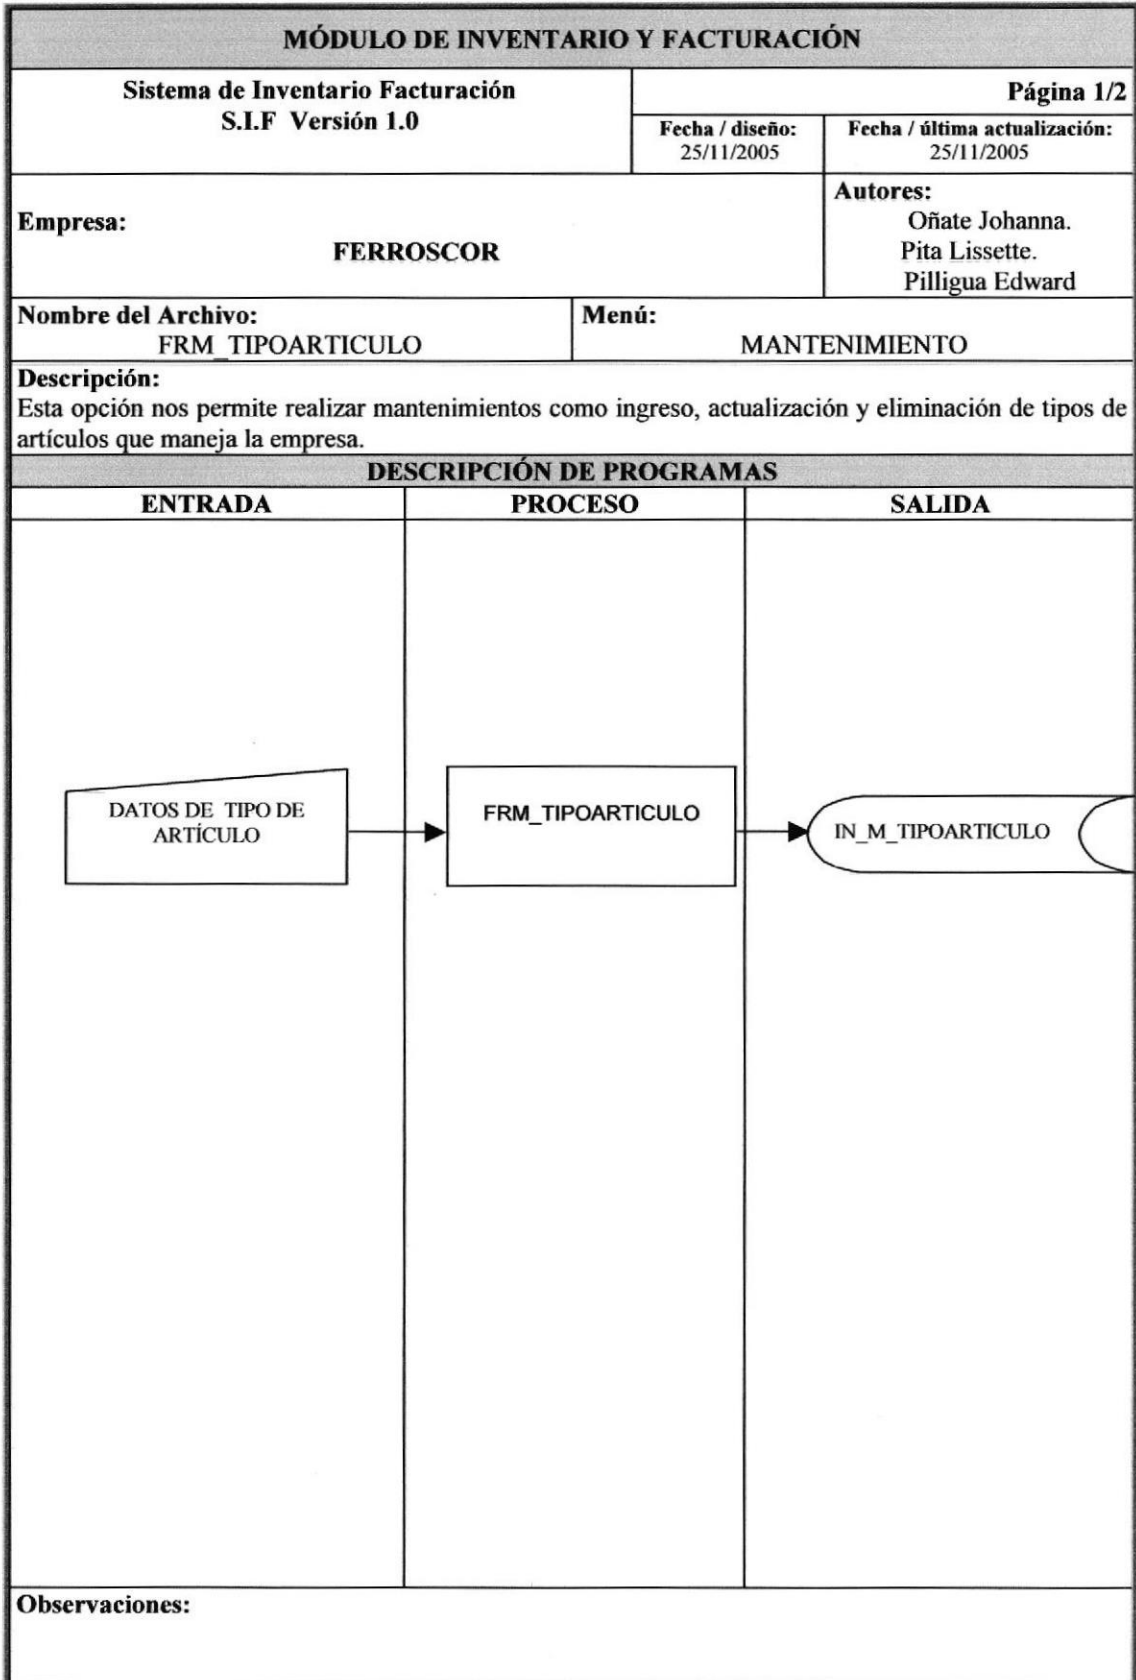 MÓDULO DE INVENTARIO Y FACTURACIÓN
Sistema de Inventario Facturación
S.I.F Versión 1.0
Página 1/2
Fecha / diseño:
25/11/2005
Fecha / última actualización:
25/11/2005
Empresa:
FERROSCOR
Autores:
Oñate Johanna.
Pita Lissette.
Pilligua Edward
Nombre del Archivo:
FRM_TIPOARTICULO
Menú:
MANTENIMIENTO
Descripción:
Esta opción nos permite realizar mantenimientos como ingreso, actualización y eliminación de tipos de
artículos que maneja la empresa.
DESCRIPCIÓN DE PROGRAMAS
ENTRADA
PROCESO
SALIDA
DATOS DE TIPO DE
ARTÍCULO
FRM_TIPOARTICULO
IN_M_TIPOARTICULO
Observaciones: